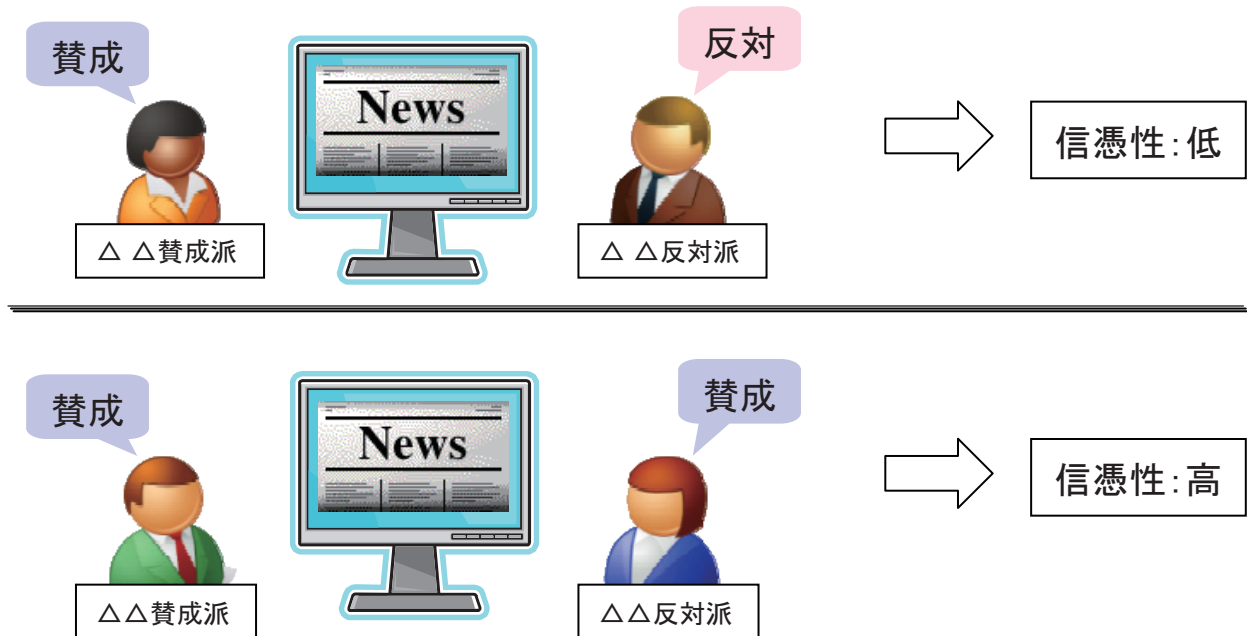 賛成
反対
News
信憑性:低
△ △賛成派
△ △反対派
賛成
賛成
News
信憑性:高
△△賛成派
△△反対派